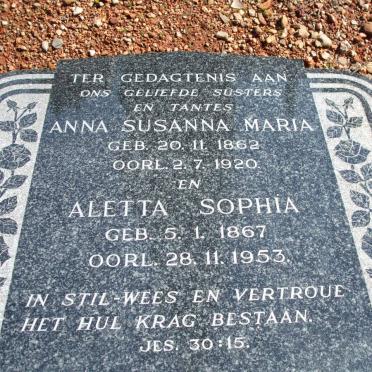 TER GEDAGTENIS AAN
ONS GELIEFDE SUSTERS
EN TANTES
ANNA SUSANNA MARIA
GEB. 20. 11. 1862
OORL. 2. 7. 1920.
EN
ALETTA SOPHIA
GEB. 5. 1. 1867
OORL. 28. 11. 1953.
IN STIL-WEES EN VERTROUE
HET HUL KRAG BESTAAN.
JES. 30:15.